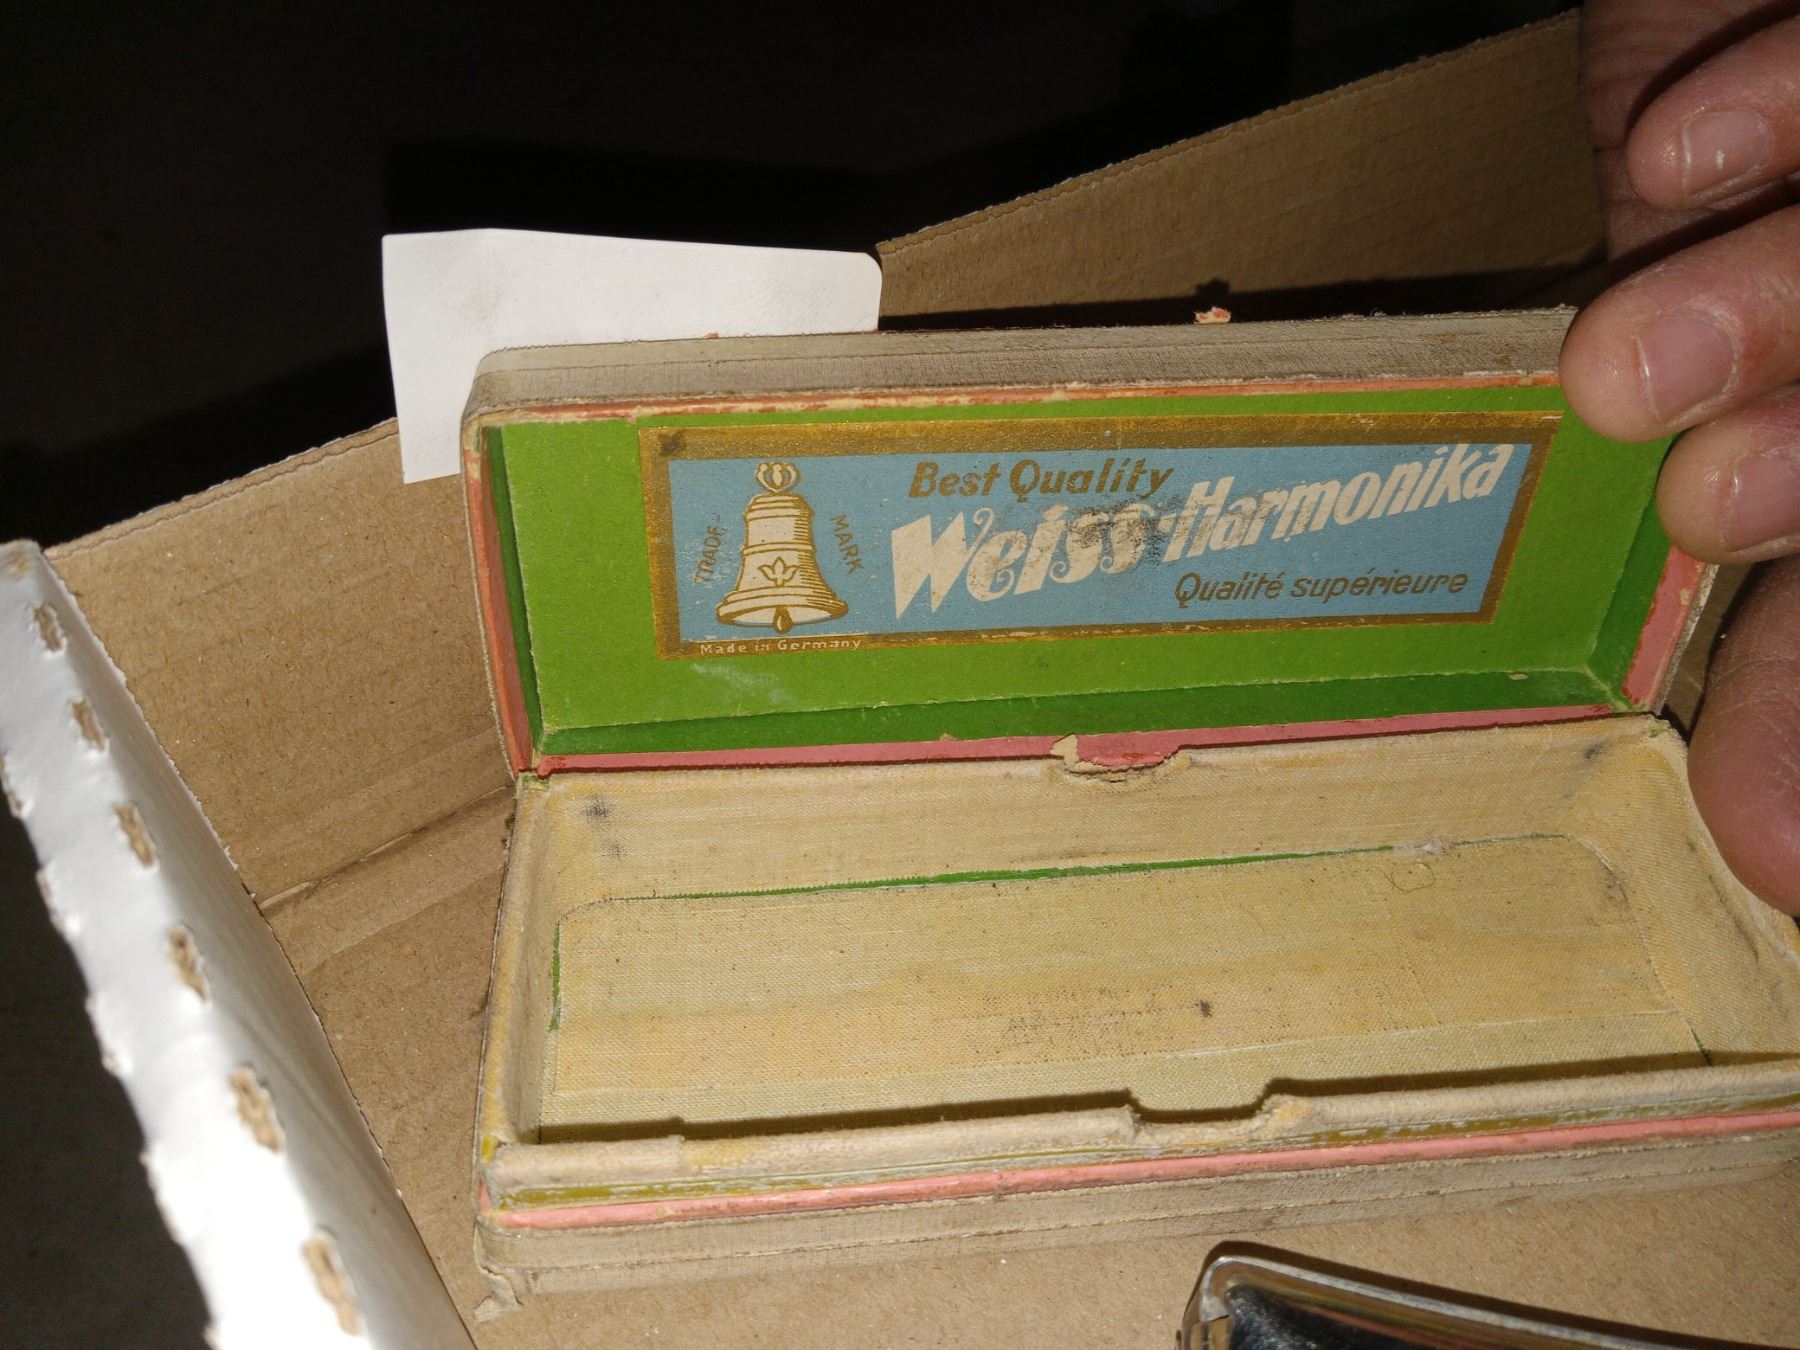 Best Quality
TRADE - MARK
Weiss-Harmonika
Qualité supérieure
Made in Germany